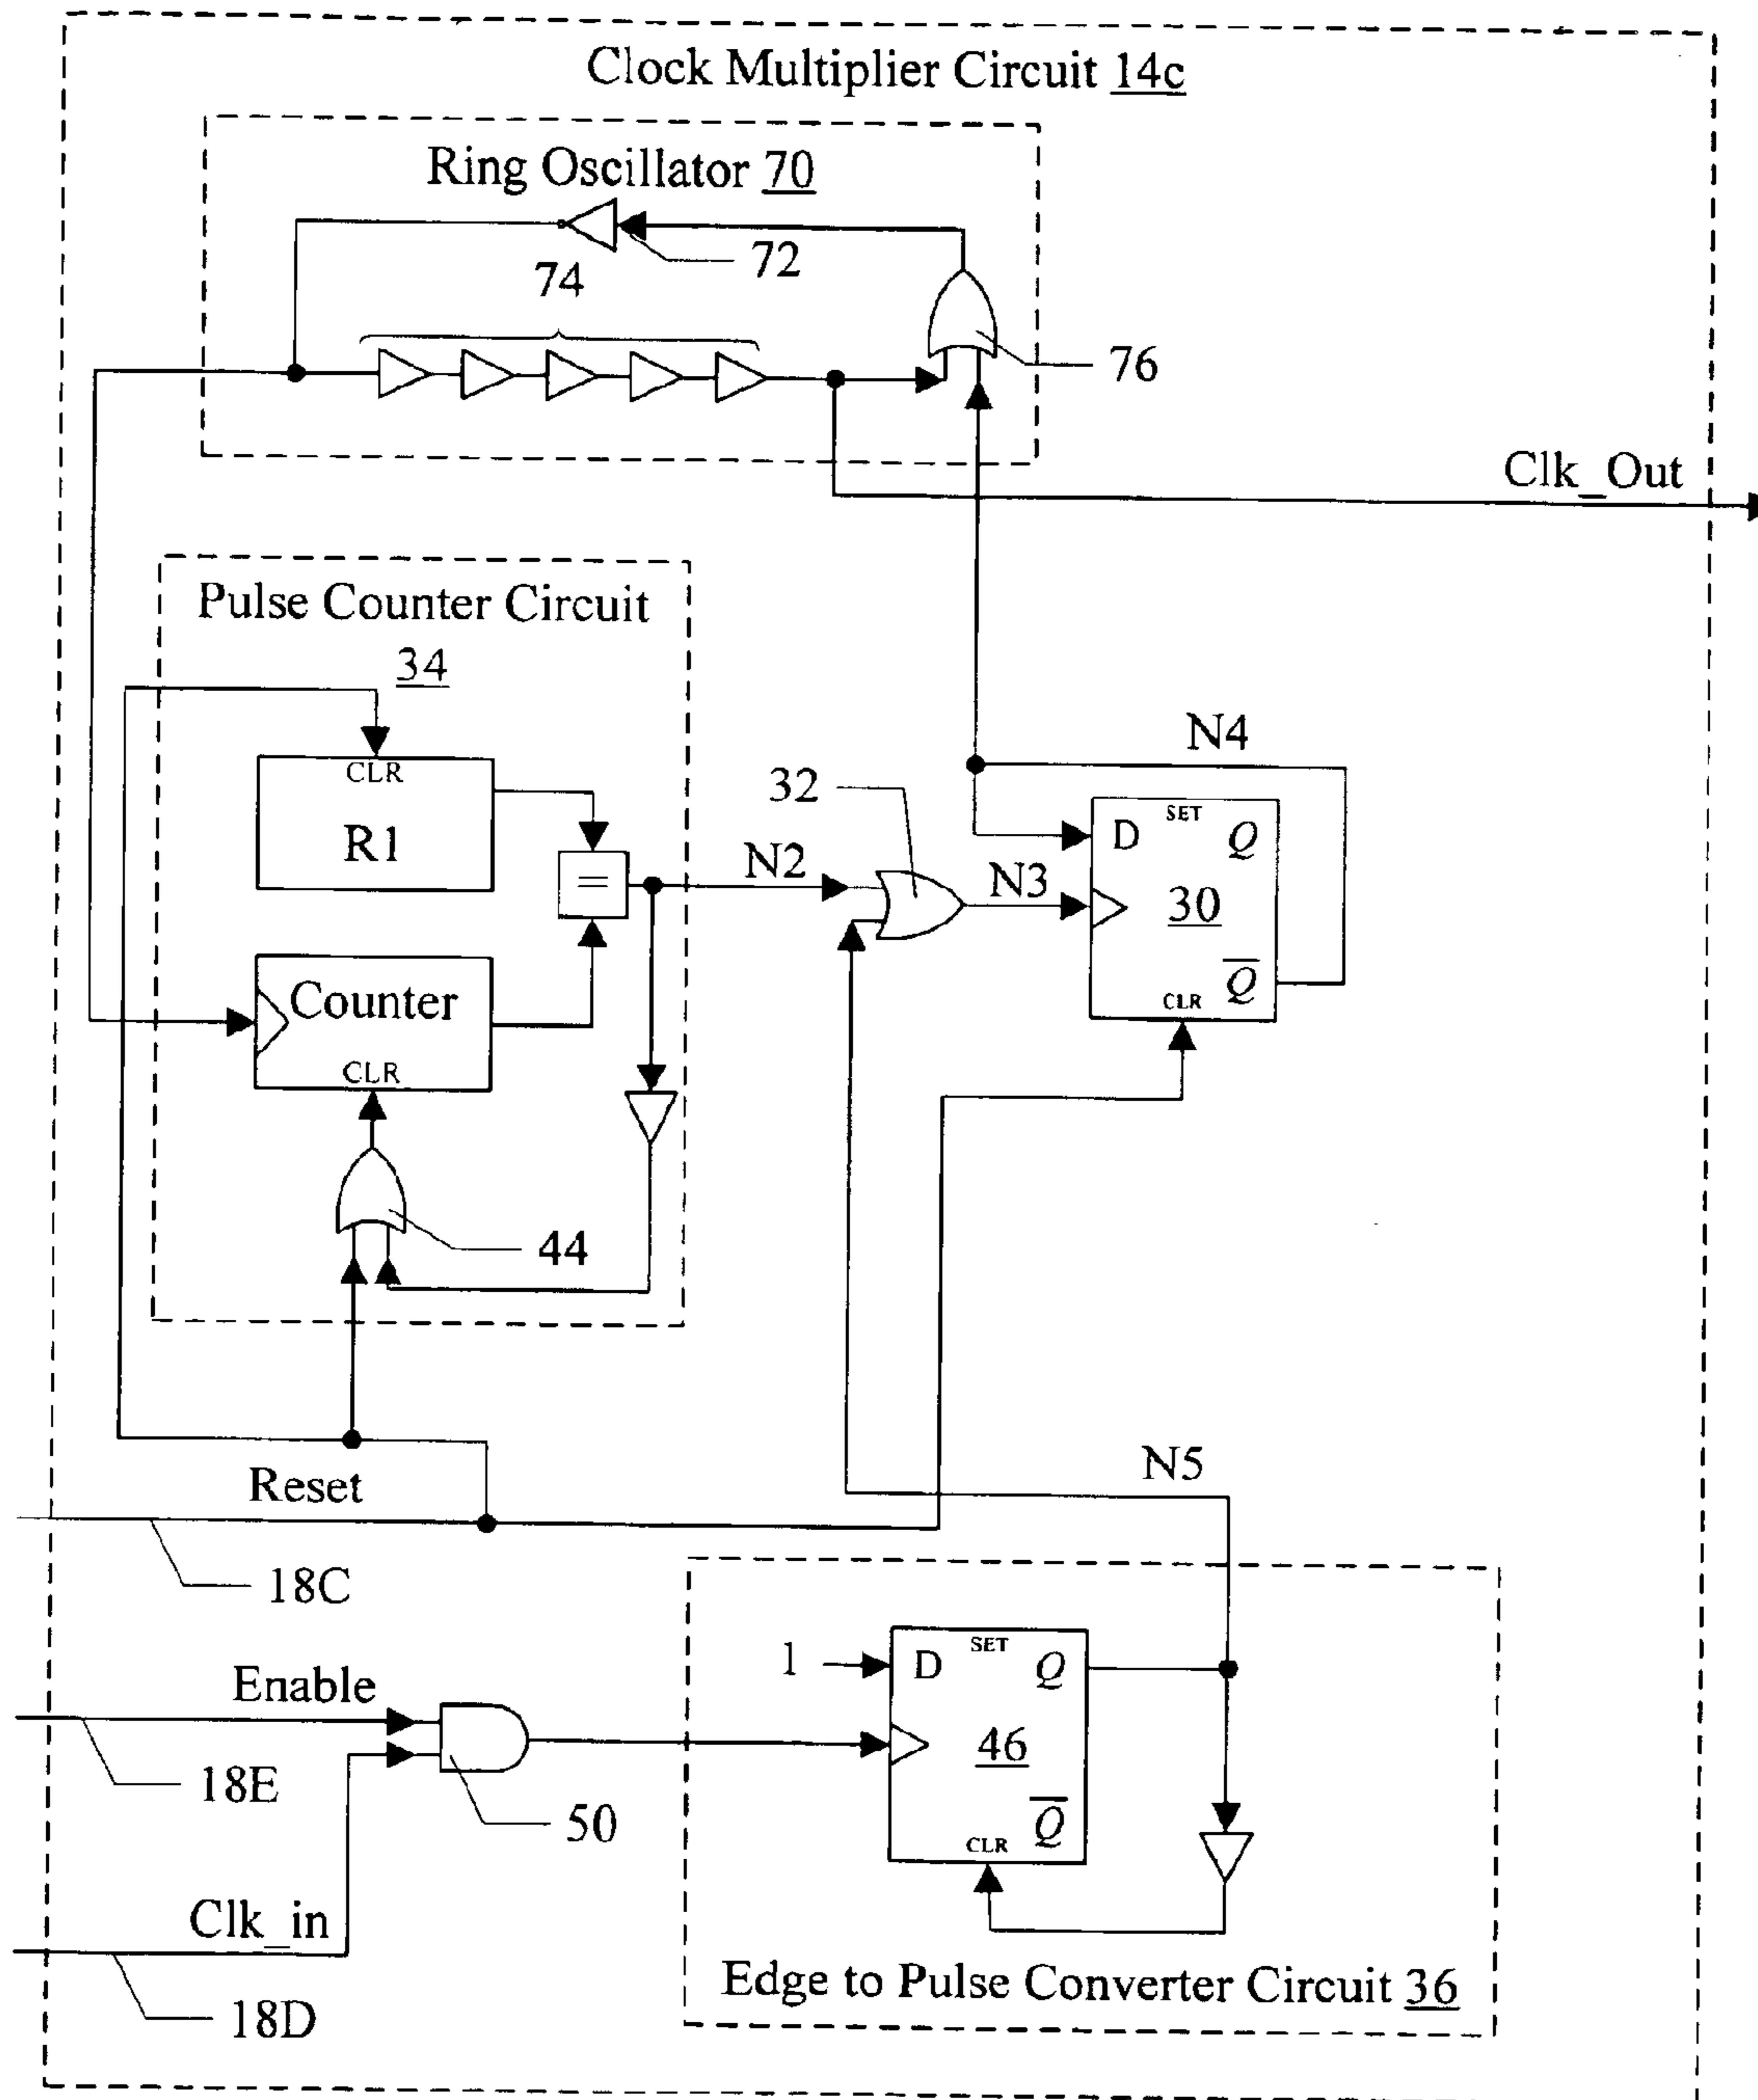 Clock Multiplier Circuit 14c
Ring Oscillator 70
72
74
76
Clk_Out
Pulse Counter Circuit
34
CLR
R1
=
N2
32
N3
N4
SET
D Q
30
Q̅
CLR
Counter
CLR
44
Reset
18C
N5
Enable
18E
50
Clk_in
18D
1
SET
D Q
46
Q̅
CLR
Edge to Pulse Converter Circuit 36